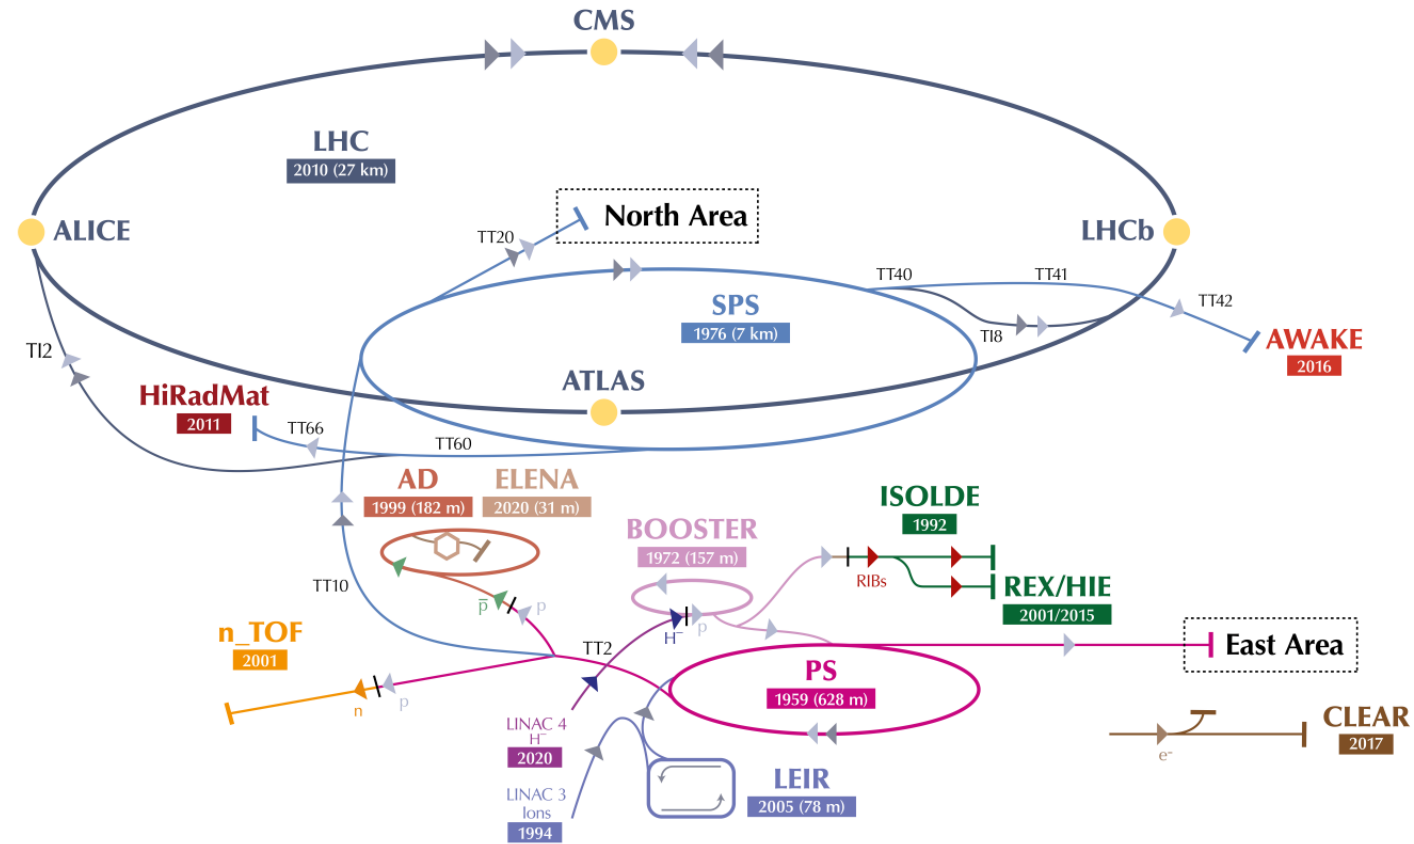 CMS
LHC
2010 (27 km)
North Area
TT20
ALICE
LHCb
TT40
TT41
SPS
1976 (7 km)
TT42
TI8
AWAKE
2016
TI2
ATLAS
HiRadMat
2011
TT66
TT60
AD
1999 (182 m)
ELENA
2020 (31 m)
ISOLDE
1992
BOOSTER
1972 (157 m)
RIBs
REX/HIE
2001/2015
TT10
p̅
p
H⁻
p
n_TOF
2001
TT2
East Area
PS
1959 (628 m)
n
p
LINAC 4
H⁻
2020
CLEAR
2017
e⁻
LEIR
2005 (78 m)
LINAC 3
Ions
1994